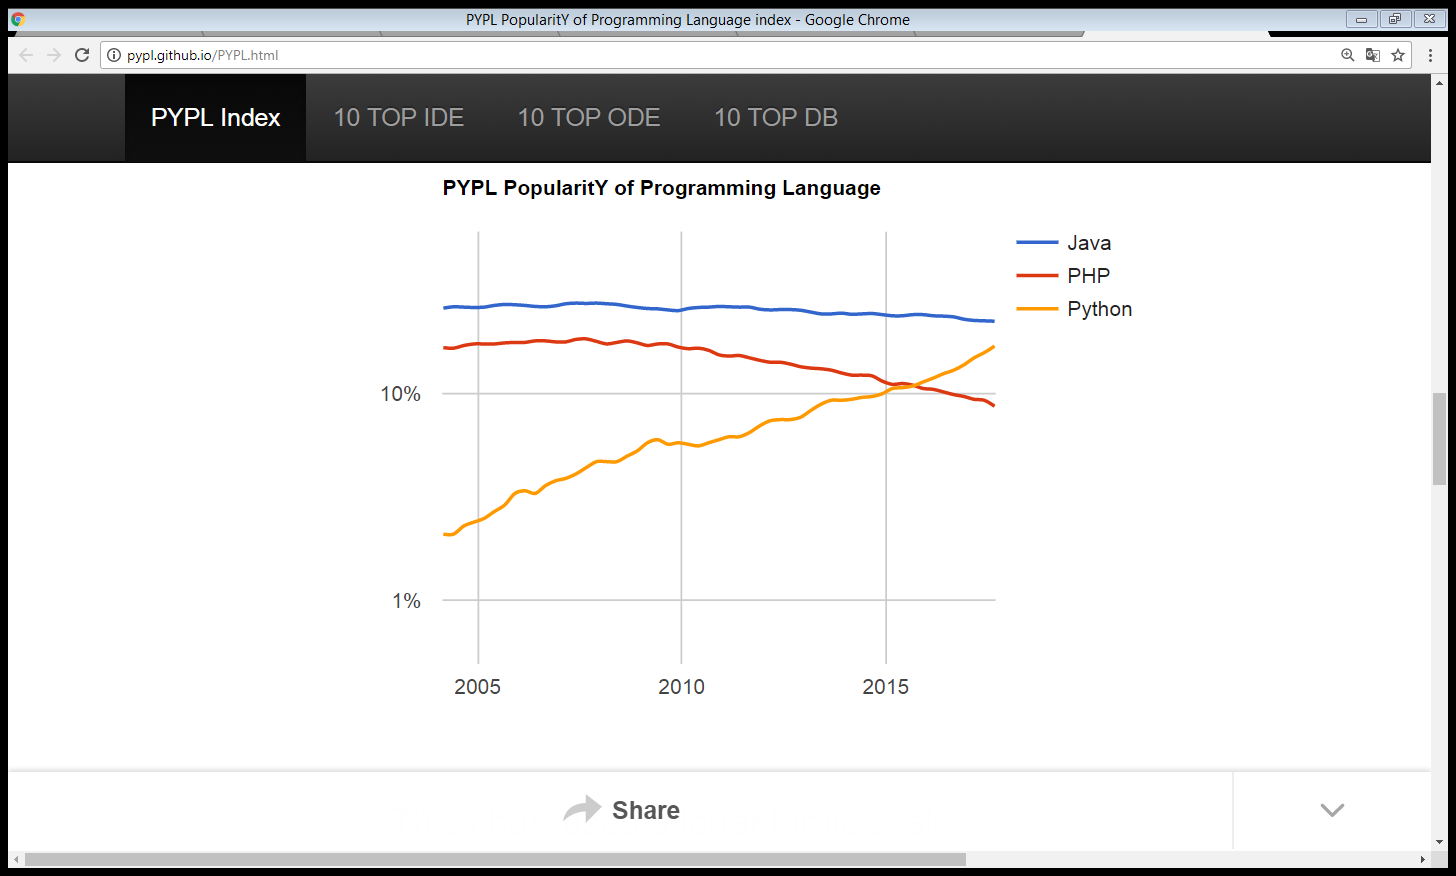 PYPL PopularitY of Programming Language index - Google Chrome
pypl.github.io/PYPL.html
PYPL Index 10 TOP IDE 10 TOP ODE 10 TOP DB
PYPL PopularitY of Programming Language
Java
PHP
Python
10%
1%
2005 2010 2015
Share